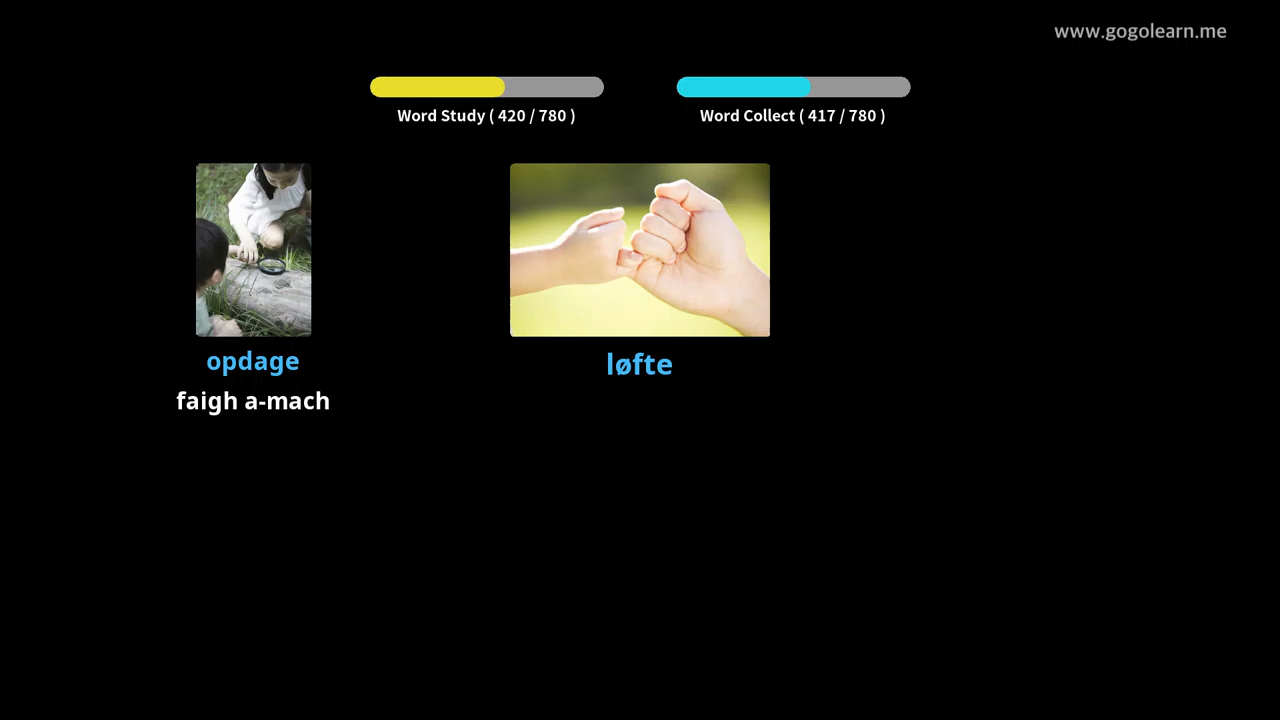 www.gogolearn.me
Word Study ( 420 / 780 )
Word Collect ( 417 / 780 )
opdage
faigh a-mach
løfte